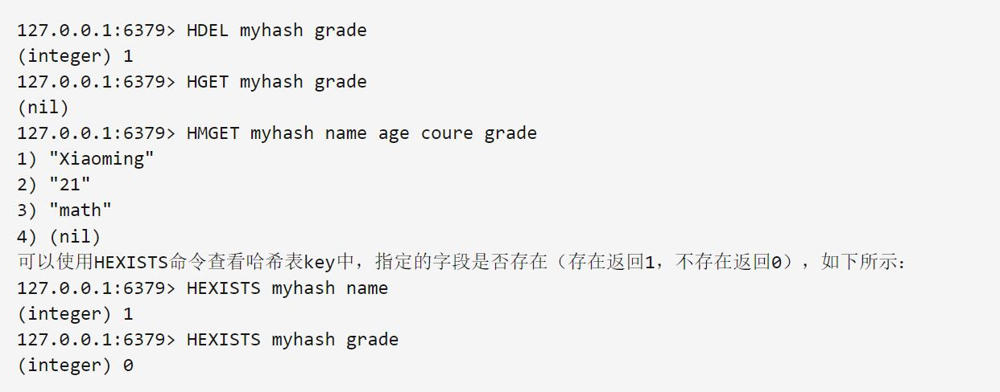 127.0.0.1:6379> HDEL myhash grade
(integer) 1
127.0.0.1:6379> HGET myhash grade
(nil)
127.0.0.1:6379> HMGET myhash name age coure grade
1) "Xiaoming"
2) "21"
3) "math"
4) (nil)
可以使用HEXISTS命令查看哈希表key中，指定的字段是否存在（存在返回1，不存在返回0），如下所示：
127.0.0.1:6379> HEXISTS myhash name
(integer) 1
127.0.0.1:6379> HEXISTS myhash grade
(integer) 0